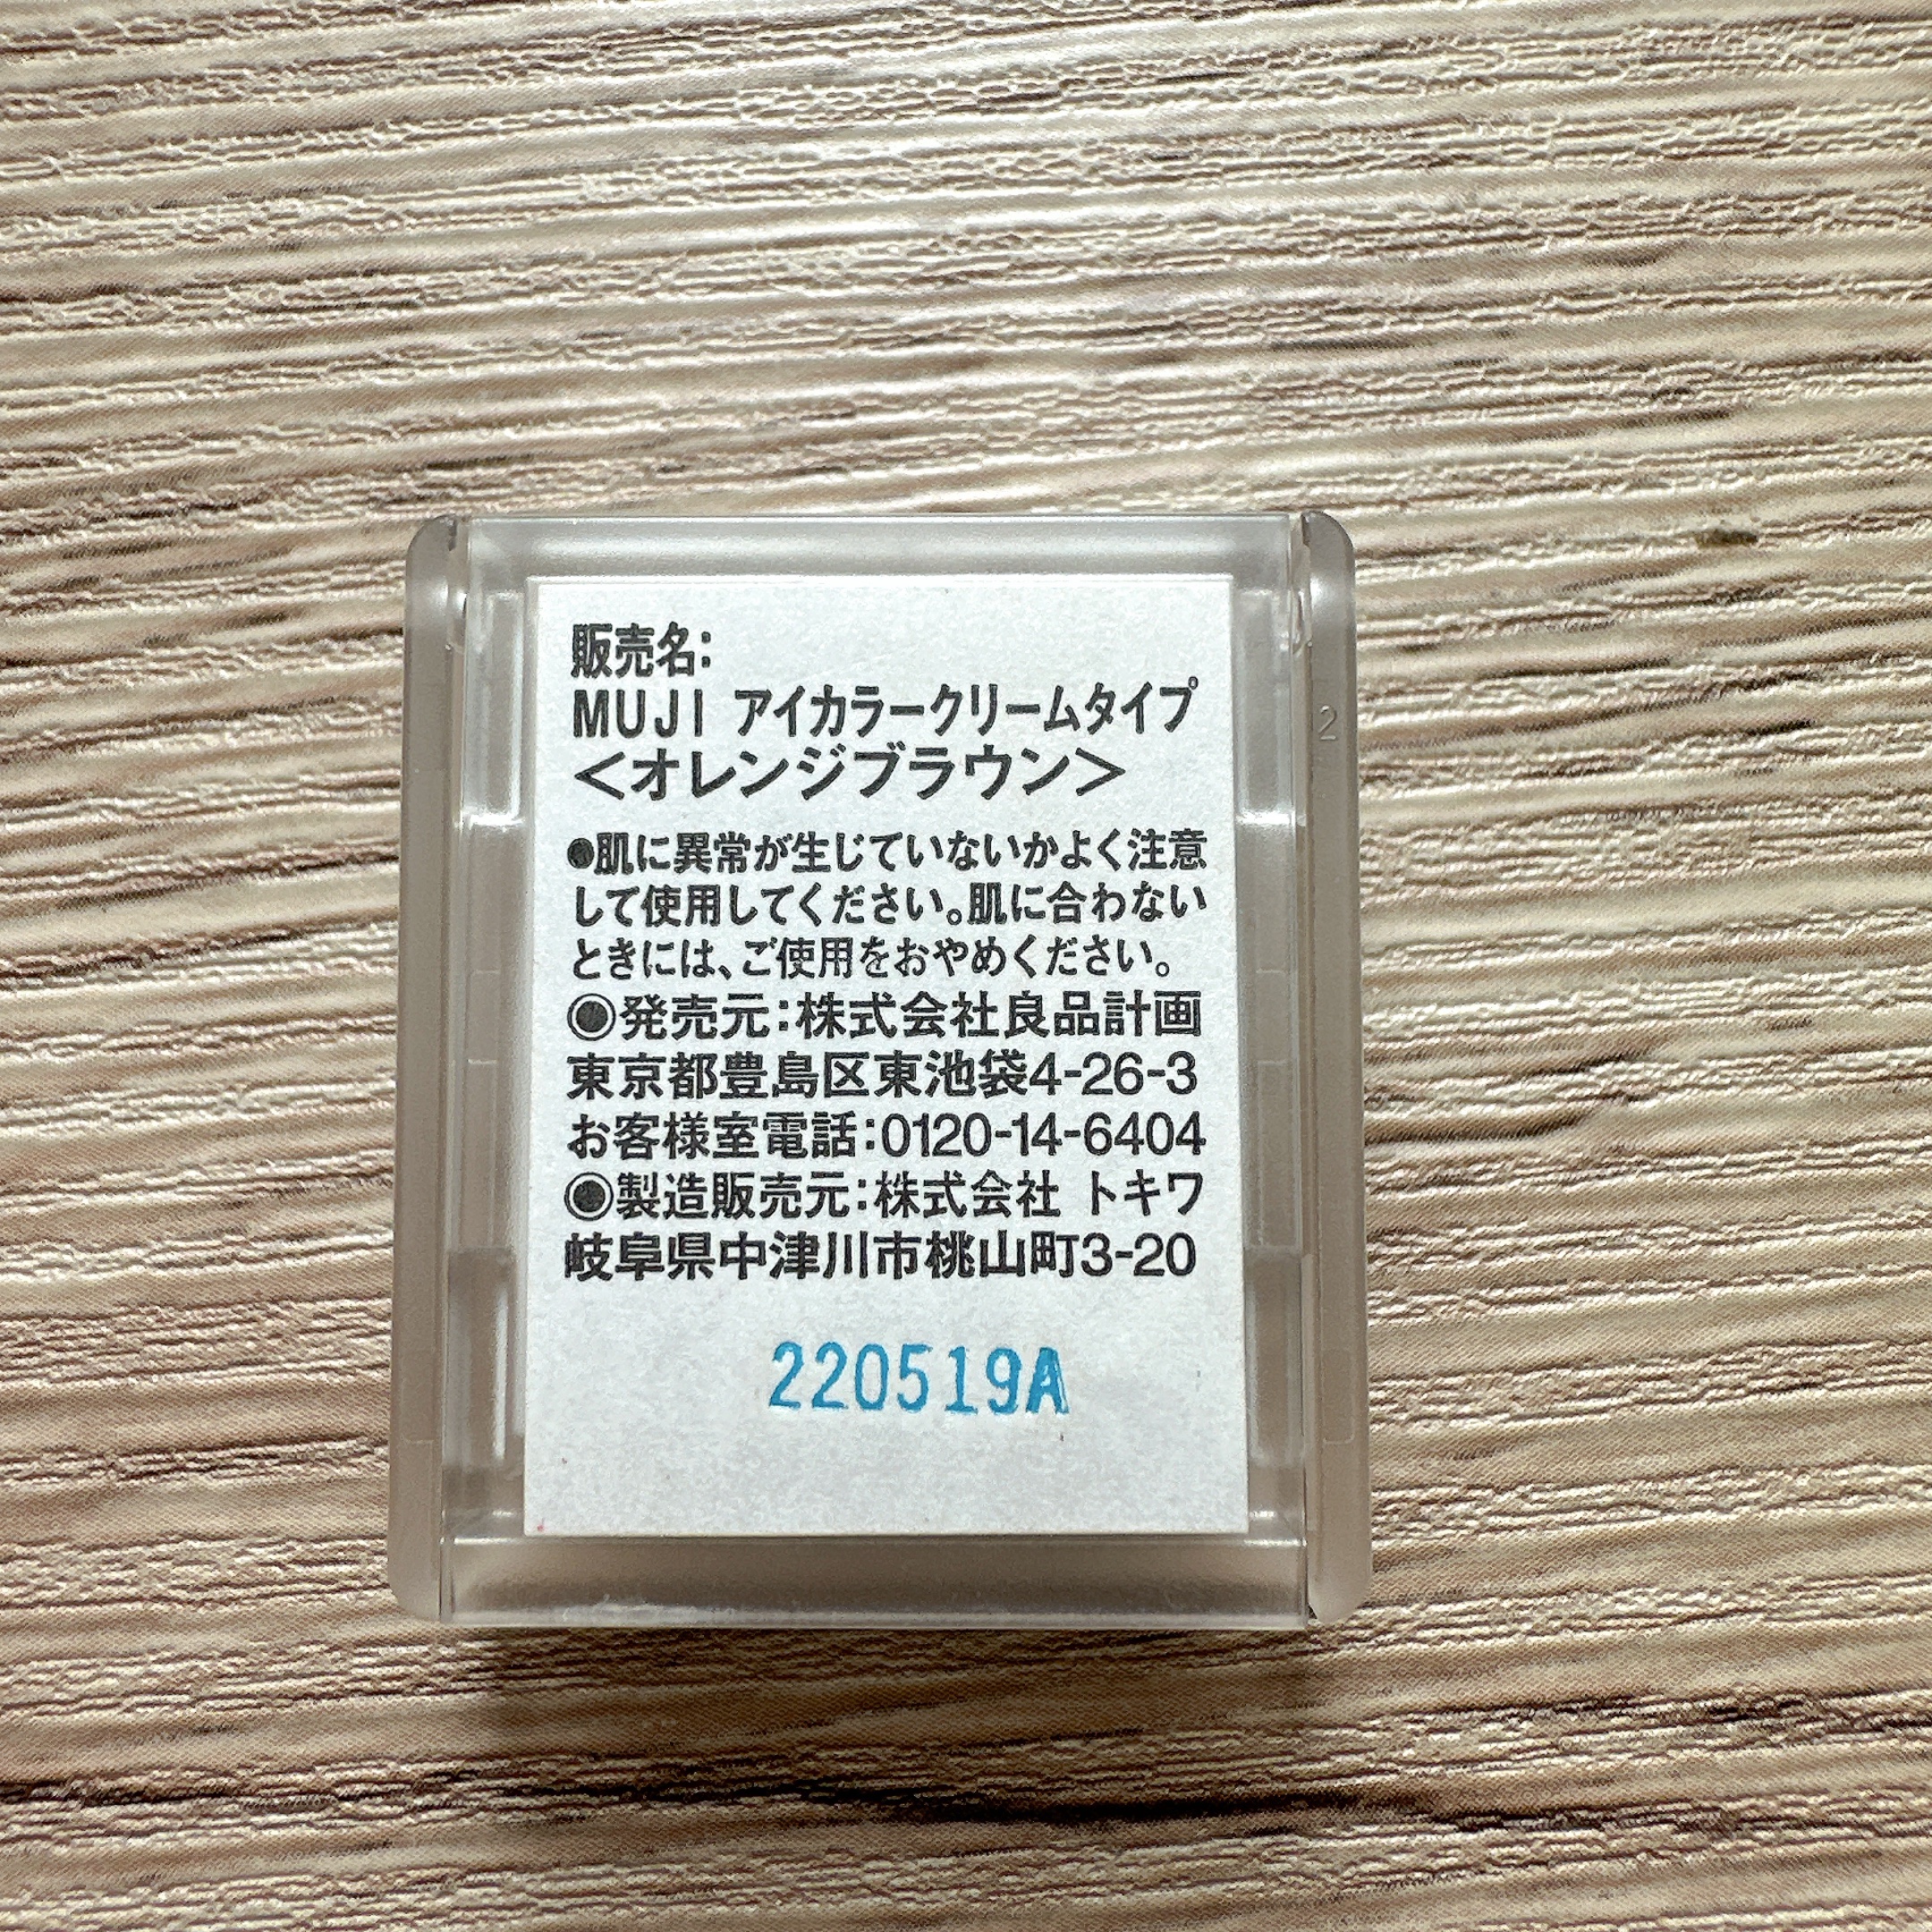 販売名:
MUJI アイカラークリームタイプ
＜オレンジブラウン＞
●肌に異常が生じていないかよく注意
して使用してください。肌に合わない
ときには、ご使用をおやめください。
◉発売元:株式会社良品計画
東京都豊島区東池袋4-26-3
お客様室電話:0120-14-6404
◉製造販売元:株式会社 トキワ
岐阜県中津川市桃山町3-20
220519A
2